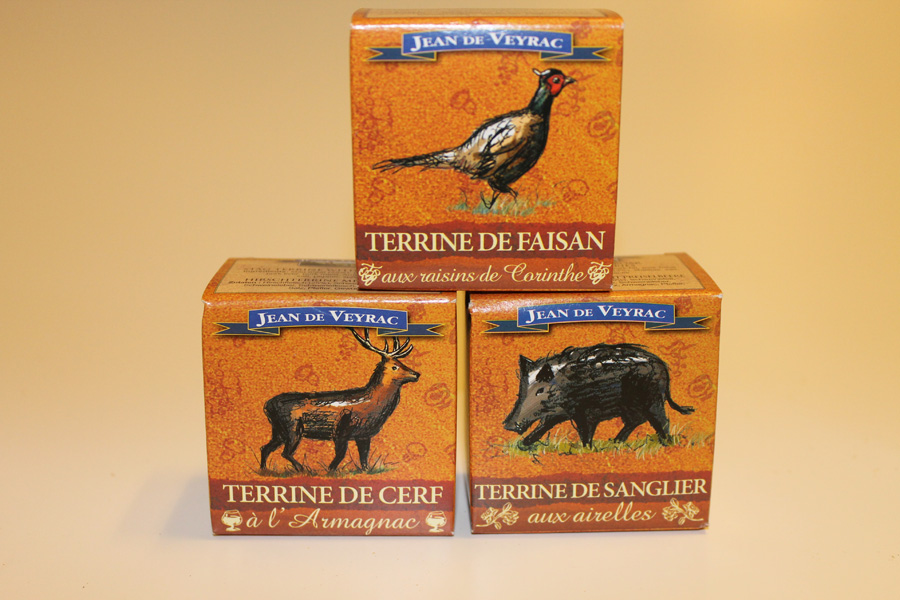 JEAN DE VEYRAC
TERRINE DE FAISAN
aux raisins de Corinthe
JEAN DE VEYRAC
TERRINE DE CERF
à l'Armagnac
JEAN DE VEYRAC
TERRINE DE SANGLIER
aux airelles